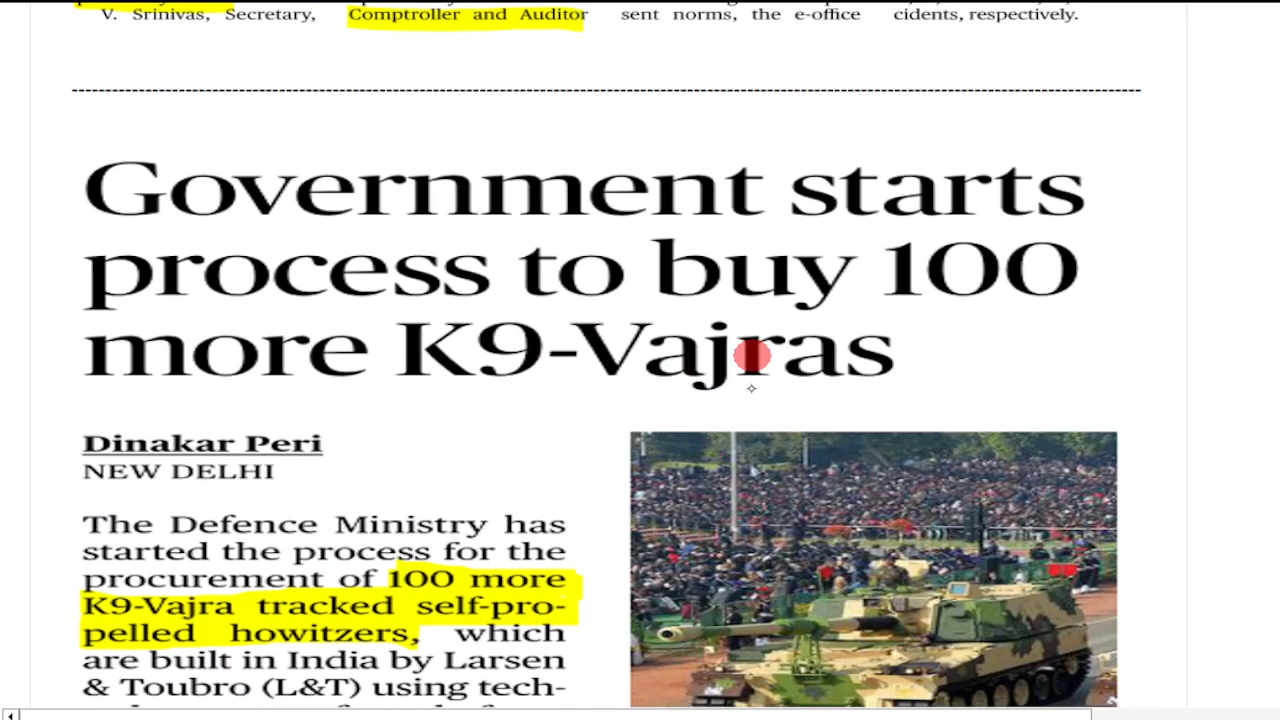 V. Srinivas, Secretary,
Comptroller and Auditor
sent norms, the e-office
cidents, respectively.
Government starts
process to buy 100
more K9-Vajras
Dinakar Peri
NEW DELHI
The Defence Ministry has
started the process for the
procurement of 100 more
K9-Vajra tracked self-pro-
pelled howitzers, which
are built in India by Larsen
& Toubro (L&T) using tech-